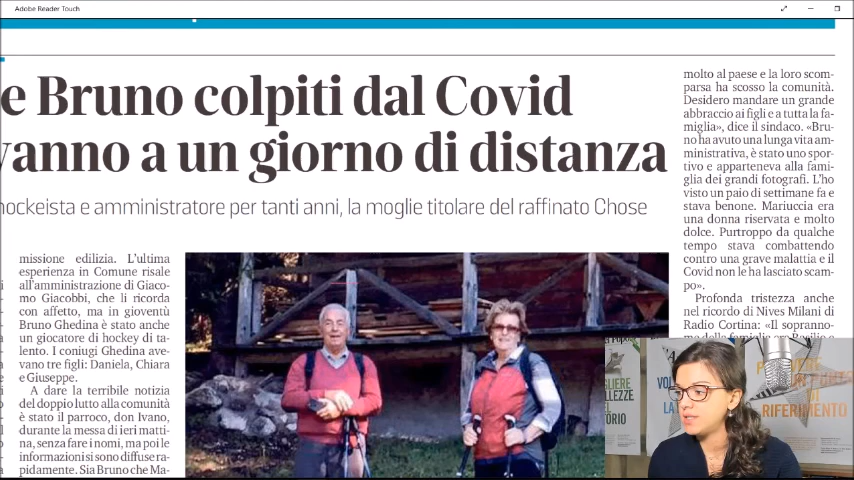 Adobe Reader Touch
e Bruno colpiti dal Covid
vanno a un giorno di distanza
hockeista e amministratore per tanti anni, la moglie titolare del raffinato Chose
missione edilizia. L'ultima
esperienza in Comune risale
all'amministrazione di Giaco-
mo Giacobbi, che li ricorda
con affetto, ma in gioventù
Bruno Ghedina è stato anche
un giocatore di hockey di ta-
lento. I coniugi Ghedina ave-
vano tre figli: Daniela, Chiara
e Giuseppe.
A dare la terribile notizia
del doppio lutto alla comunità
è stato il parroco, don Ivano,
durante la messa di ieri matti-
na, senza fare i nomi, ma poi le
informazioni si sono diffuse ra-
pidamente. Sia Bruno che Ma-
molto al paese e la loro scom-
parsa ha scosso la comunità.
Desidero mandare un grande
abbraccio ai figli e a tutta la fa-
miglia», dice il sindaco. «Bru-
no ha avuto una lunga vita am-
ministrativa, è stato uno spor-
tivo e apparteneva alla fami-
glia dei grandi fotografi. L'ho
visto un paio di settimane fa e
stava benone. Mariuccia era
una donna riservata e molto
dolce. Purtroppo da qualche
tempo stava combattendo
contro una grave malattia e il
Covid non le ha lasciato scam-
po».
Profonda tristezza anche
nel ricordo di Nives Milani di
Radio Cortina: «Il sopranno-
DI
RIFERIMENTO